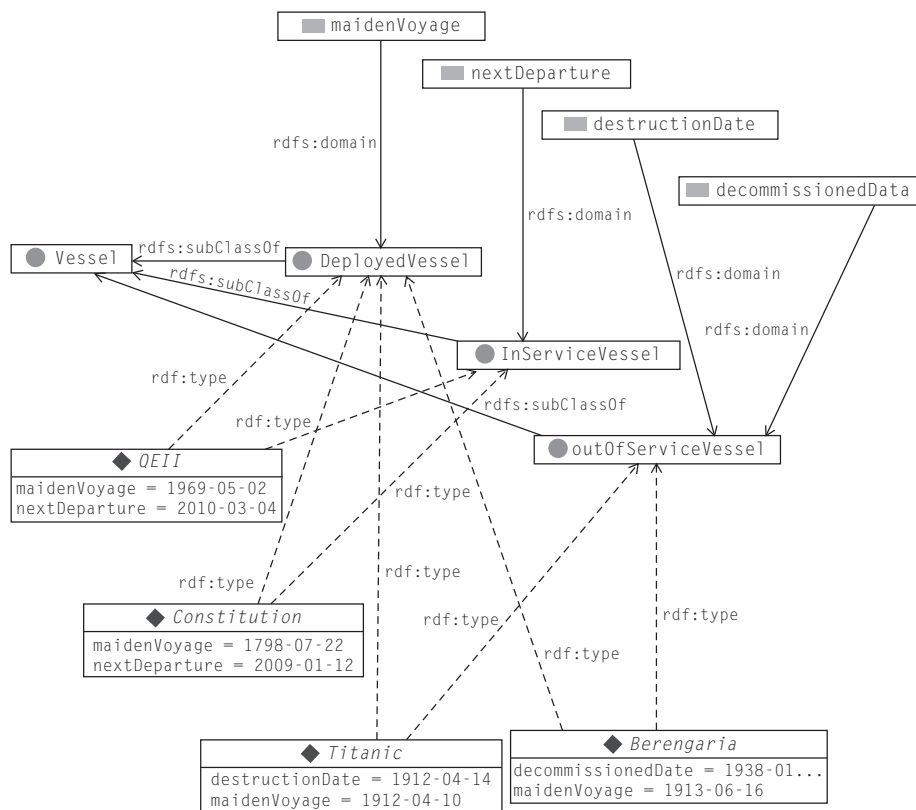 maidenVoyage
nextDeparture
destructionDate
rdfs:domain
decommissionedData
rdfs:domain
Vessel
rdfs:subClassOf
DeployedVessel
rdfs:subClassOf
rdfs:domain
rdfs:domain
InServiceVessel
rdf:type
rdf:type
rdfs:subClassOf
outOfServiceVessel
QEII
maidenVoyage = 1969-05-02
nextDeparture = 2010-03-04
rdf:type
rdf:type
rdf:type
Constitution
maidenVoyage = 1798-07-22
nextDeparture = 2009-01-12
rdf:type
rdf:type
rdf:type
Titanic
destructionDate = 1912-04-14
maidenVoyage = 1912-04-10
Berengaria
decommissionedDate = 1938-01...
maidenVoyage = 1913-06-16